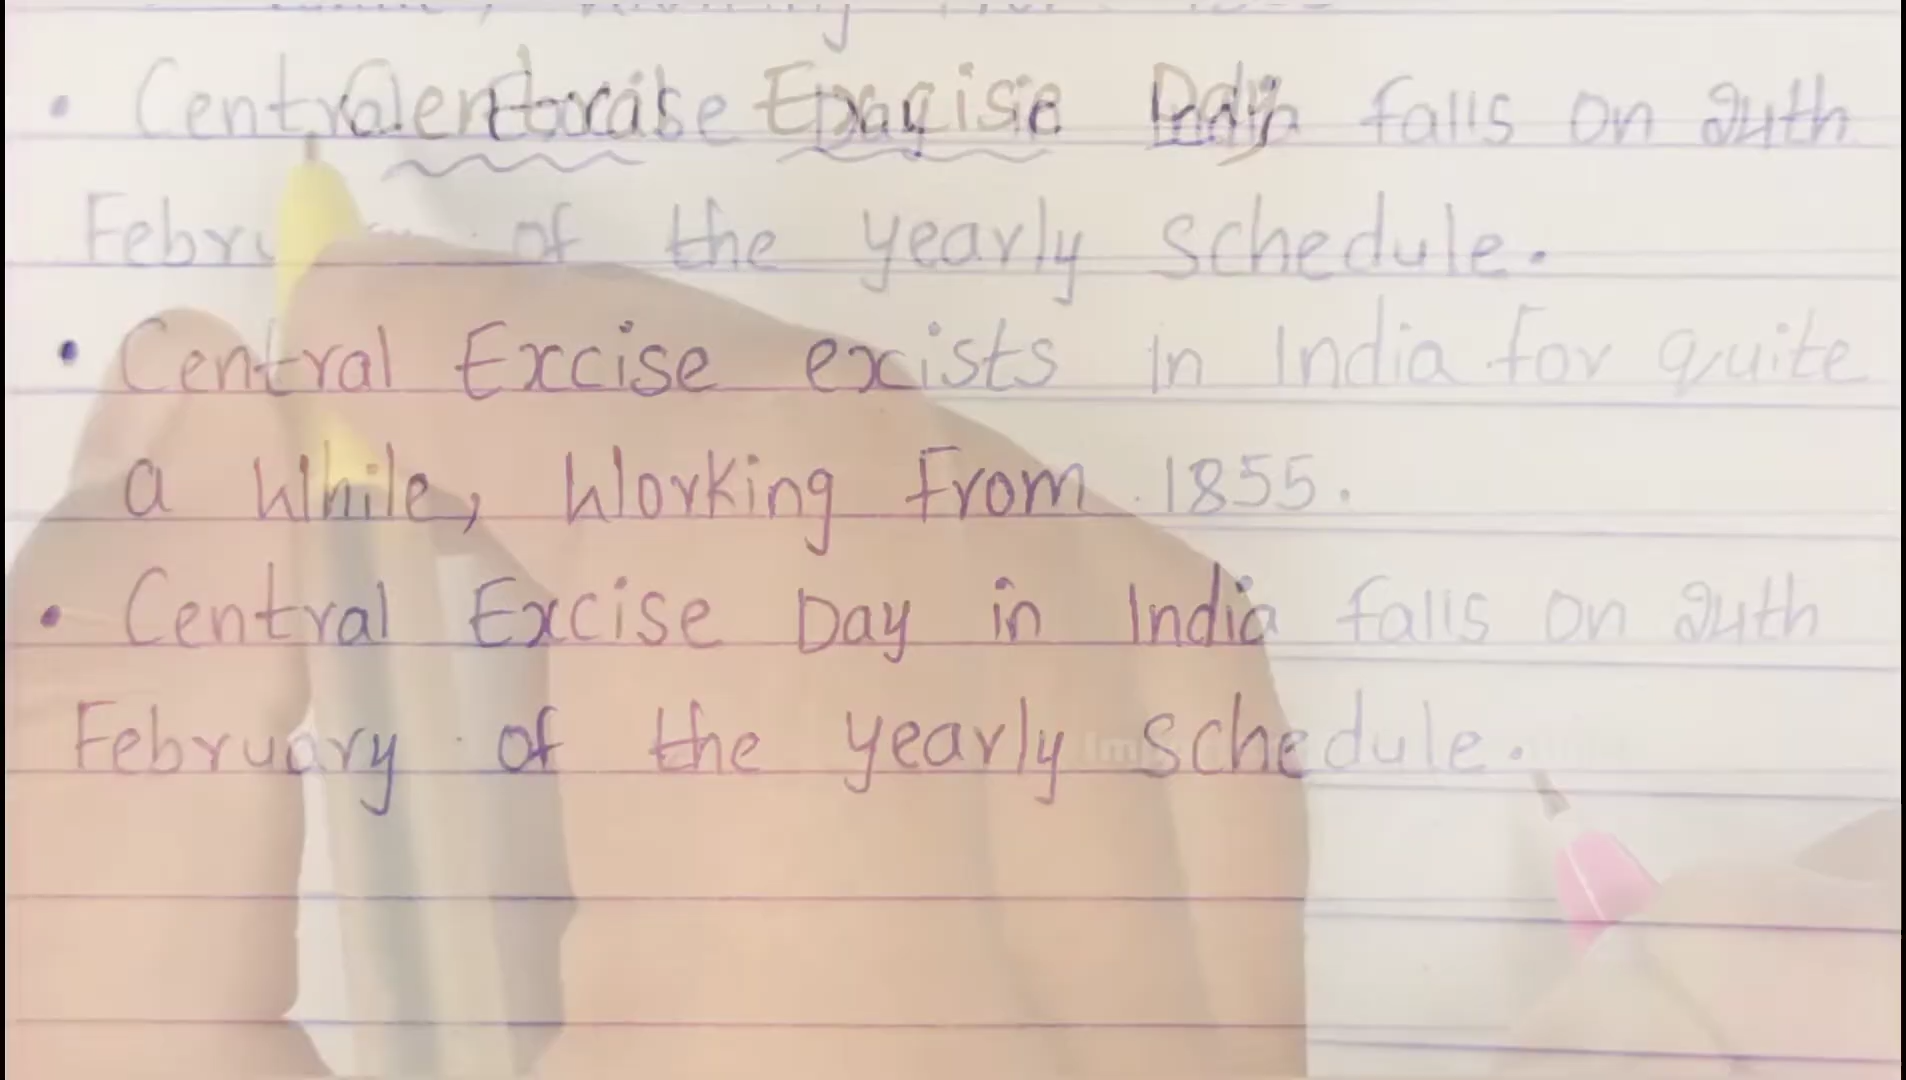 falls on 24th
of the yearly schedule.
• Central Excise exists in India for quite
a while, Working From 1855.
• Central Excise Day in India falls on 24th
February of the yearly schedule.